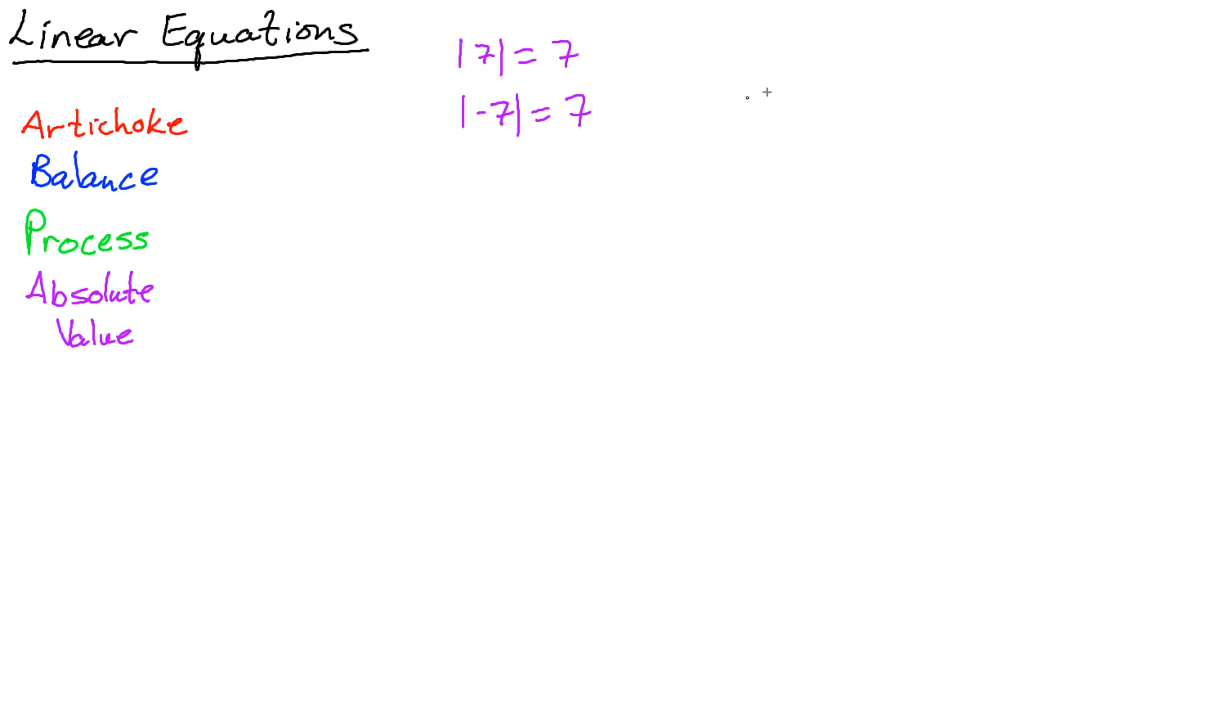 Linear Equations
|7| = 7
|-7| = 7
Artichoke
Balance
Process
Absolute
Value